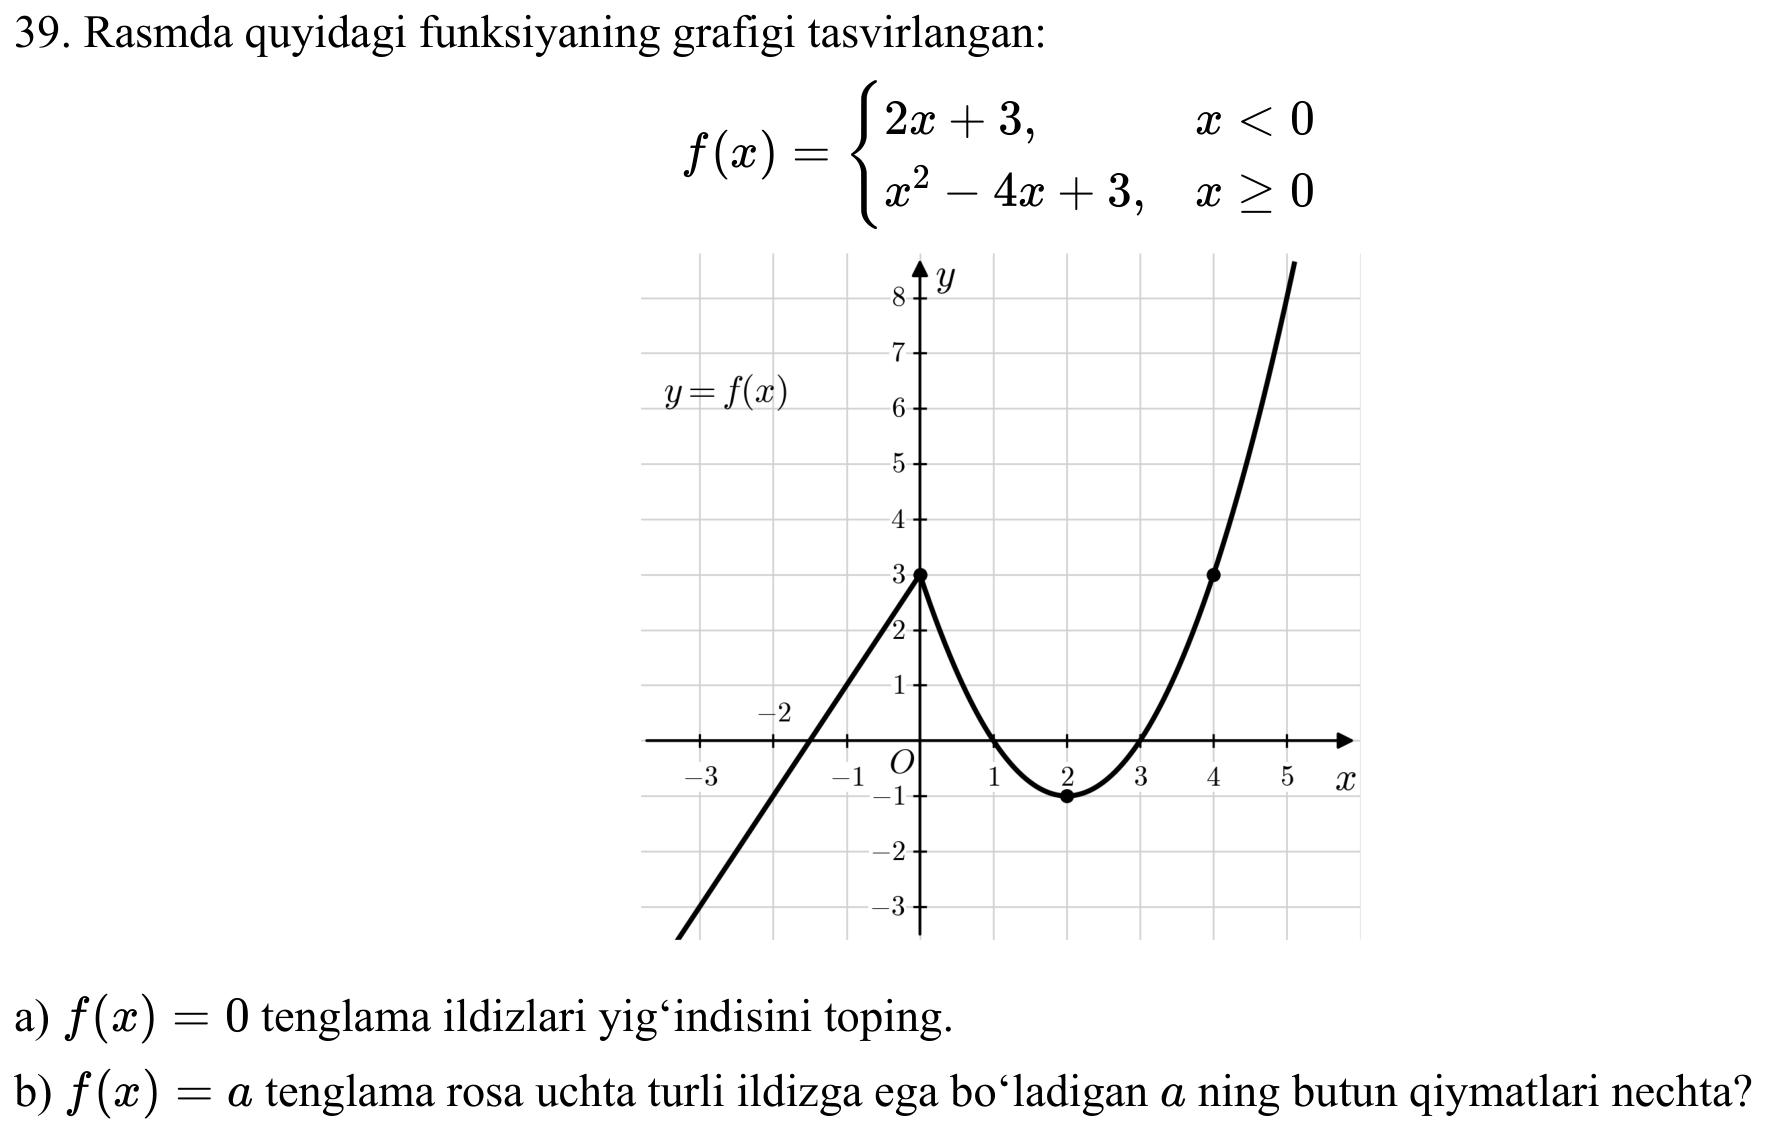 39. Rasmda quyidagi funksiyaning grafigi tasvirlangan:
f(x) = { 2x + 3, x < 0
x² − 4x + 3, x ≥ 0
y
8
7
y = f(x)
6
5
4
3
2
1
−2
−3 −1 O 1 2 3 4 5 x
−1
−2
−3
a) f(x) = 0 tenglama ildizlari yig‘indisini toping.
b) f(x) = a tenglama rosa uchta turli ildizga ega bo‘ladigan a ning butun qiymatlari nechta?